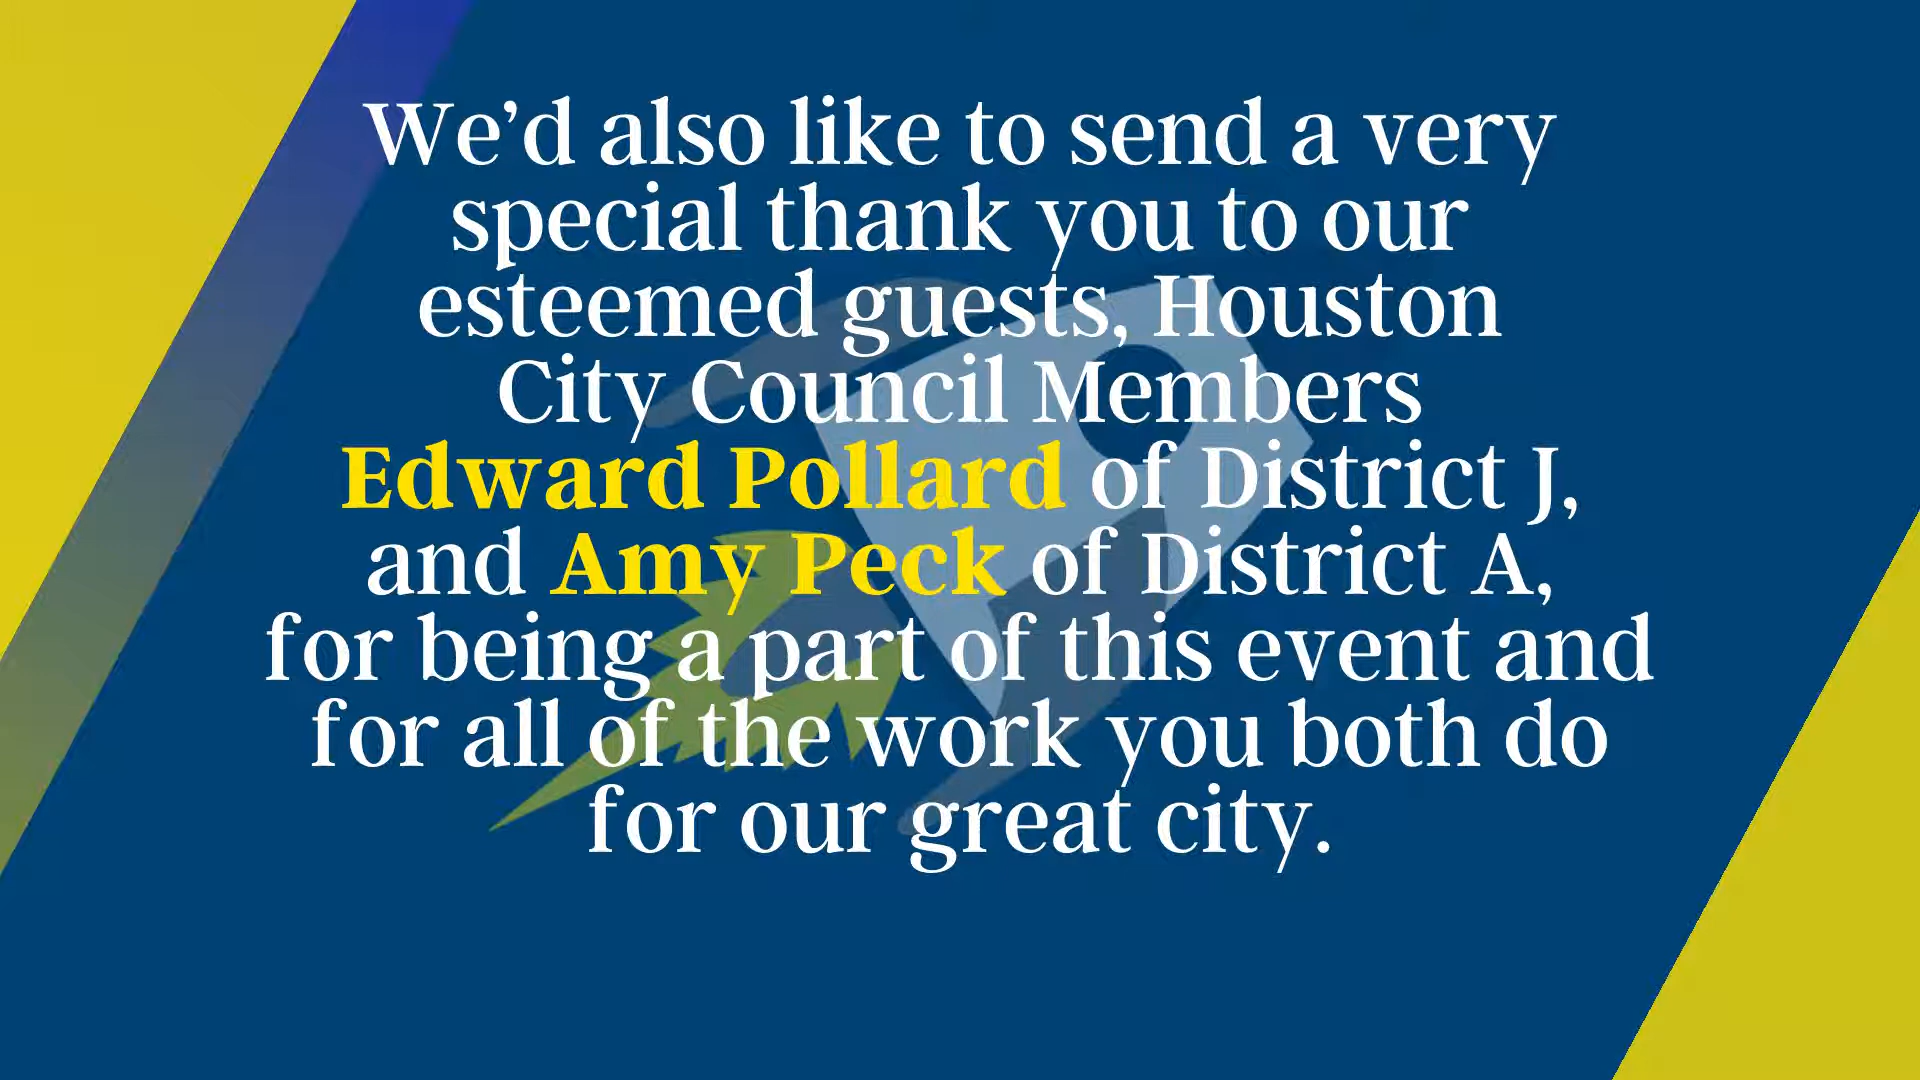 We’d also like to send a very
special thank you to our
esteemed guests, Houston
City Council Members
Edward Pollard of District J,
and Amy Peck of District A,
for being a part of this event and
for all of the work you both do
for our great city.